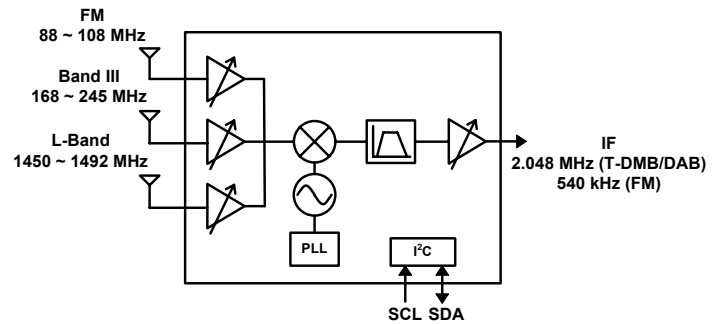 FM
88 ~ 108 MHz
Band III
168 ~ 245 MHz
L-Band
1450 ~ 1492 MHz
IF
2.048 MHz (T-DMB/DAB)
540 kHz (FM)
PLL
I²C
SCL SDA